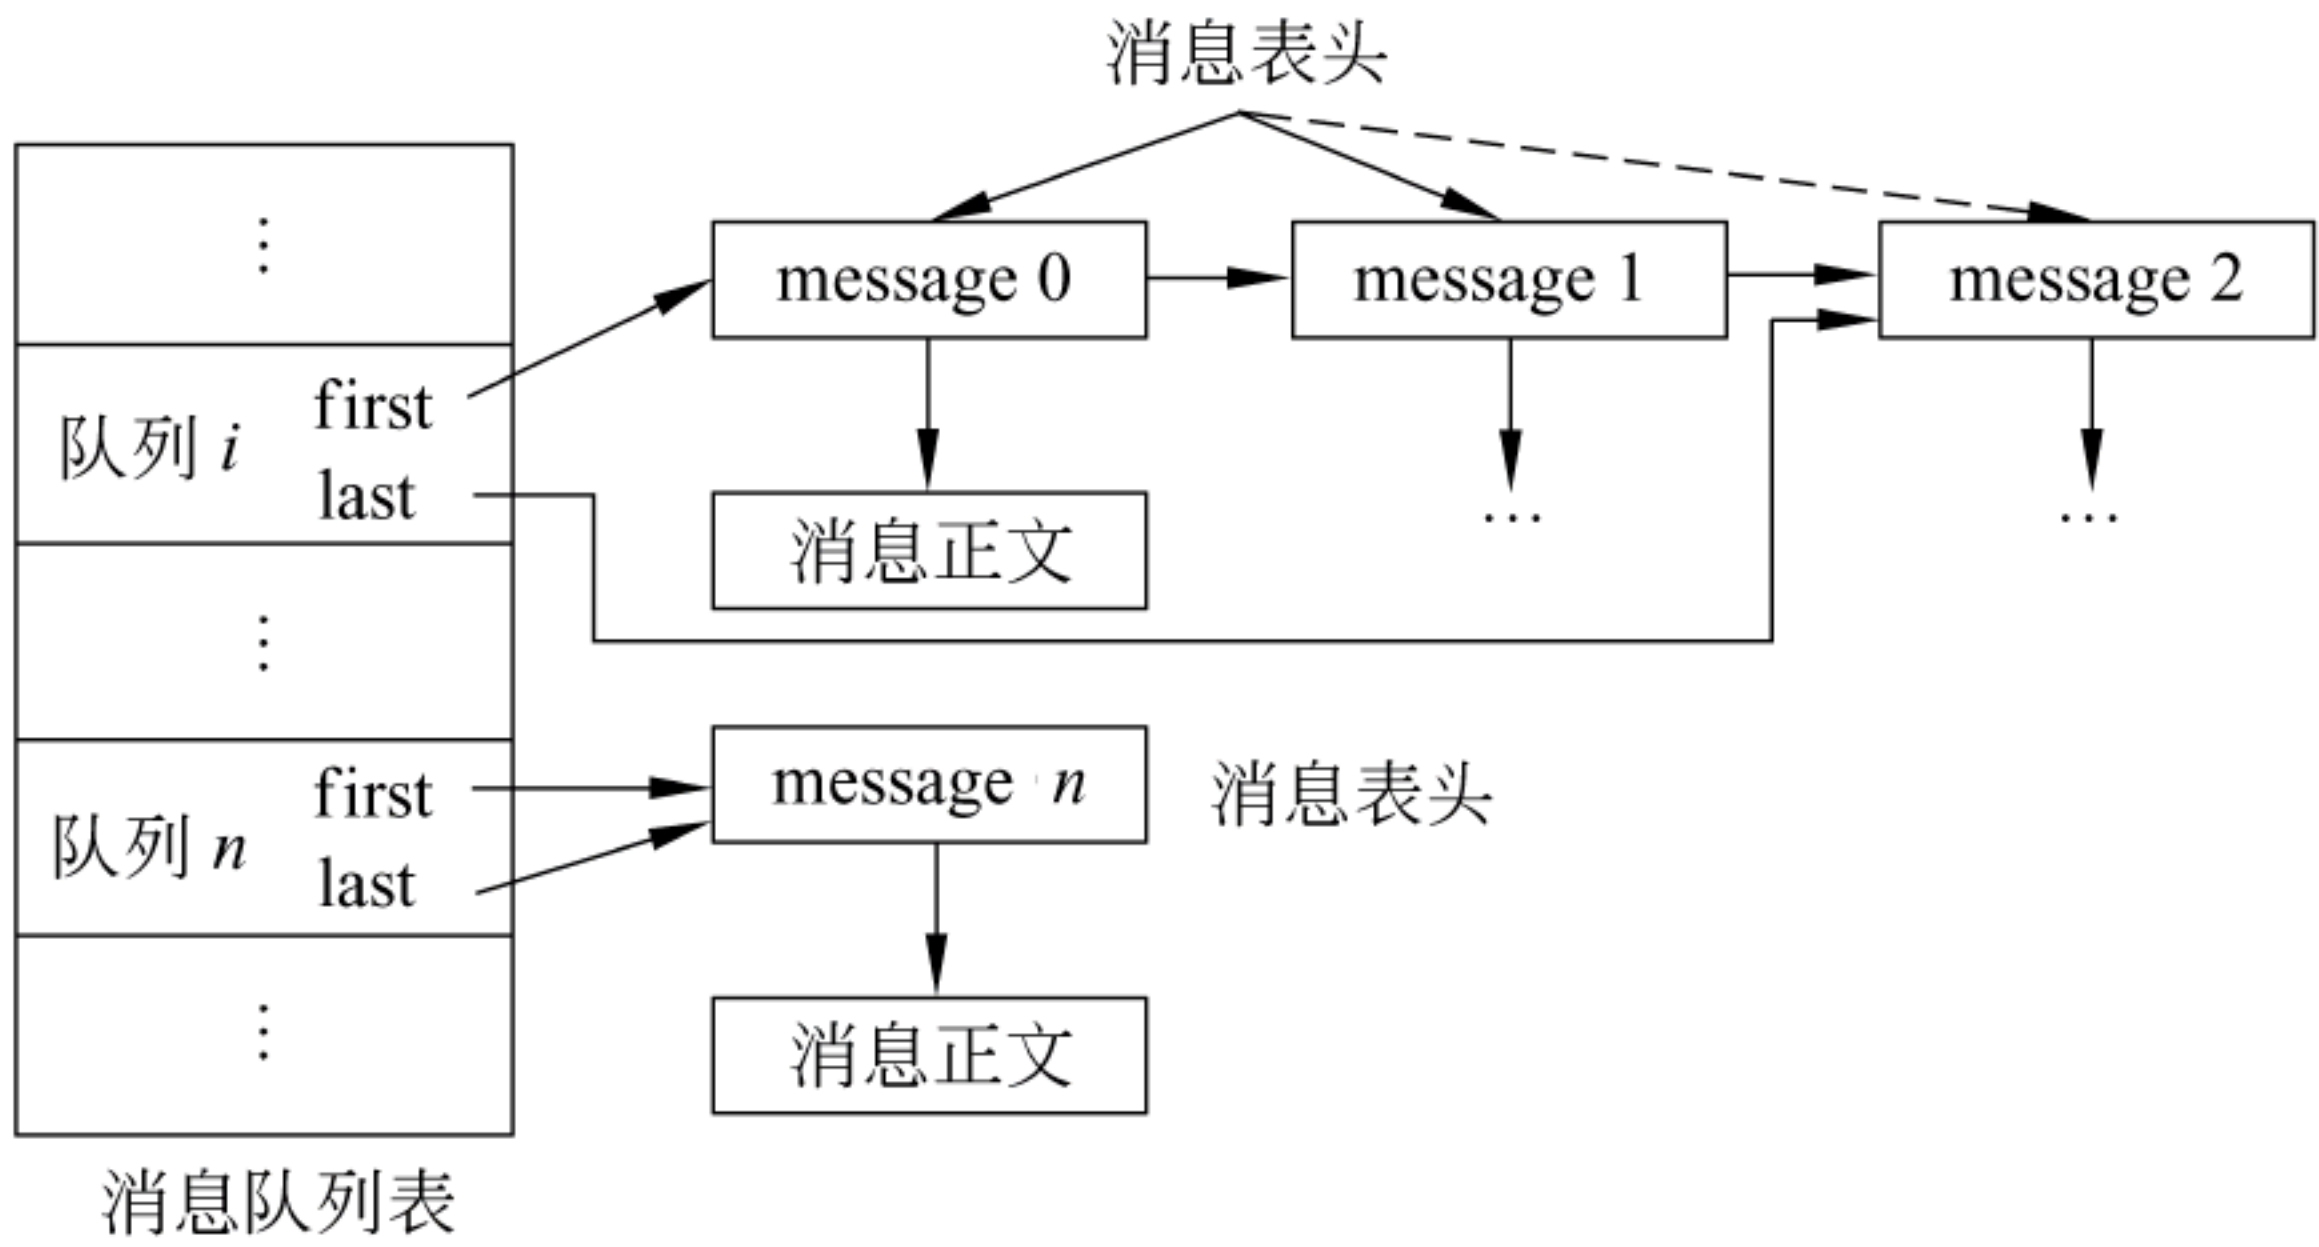 消息表头
⋮
message 0
message 1
message 2
队列 i
first
last
消息正文
…
…
⋮
队列 n
first
last
message n
消息表头
⋮
消息正文
消息队列表